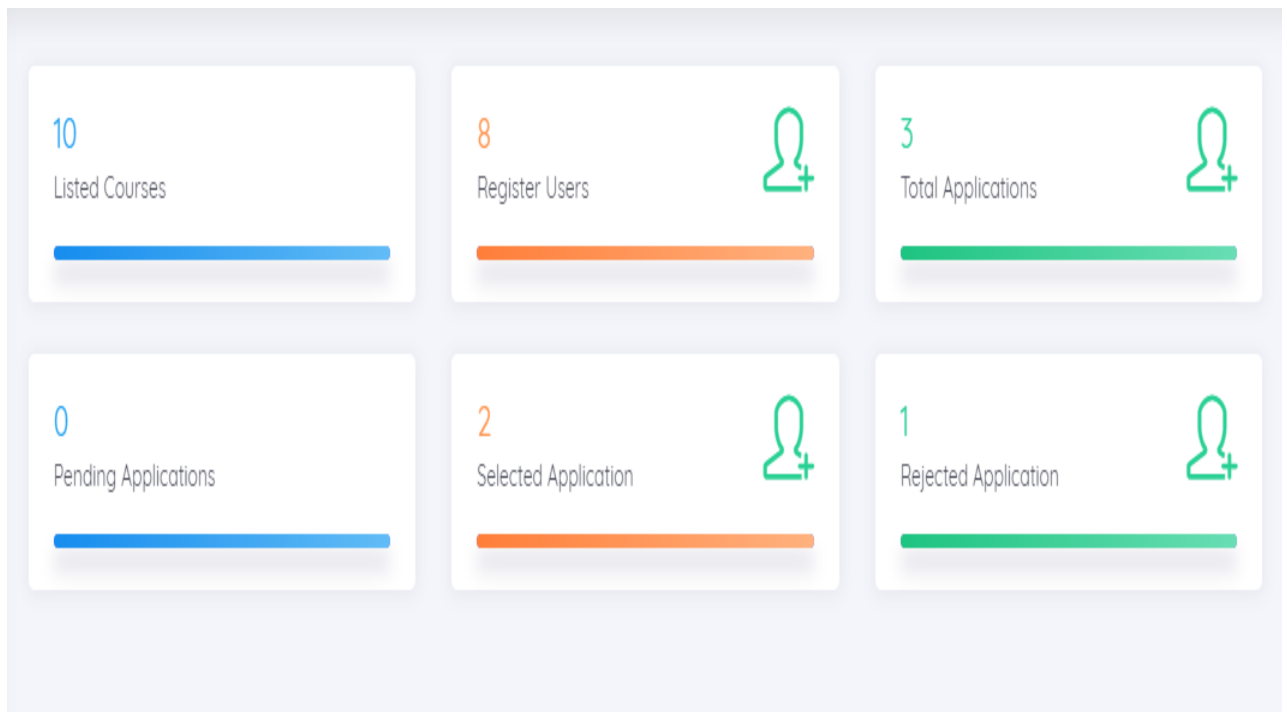 10
Listed Courses
8
Register Users
3
Total Applications
0
Pending Applications
2
Selected Application
1
Rejected Application